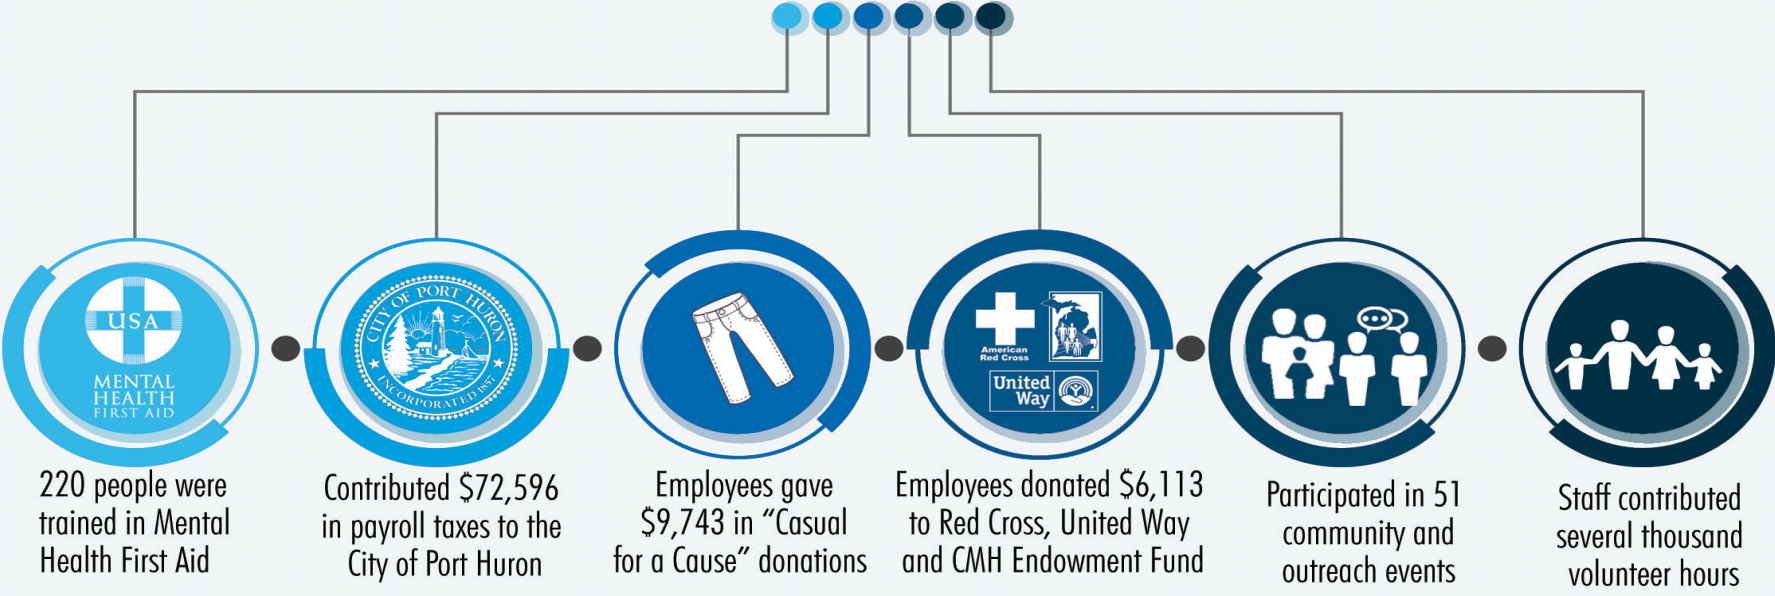 USA
MENTAL
HEALTH
FIRST AID
220 people were
trained in Mental
Health First Aid
CITY OF PORT HURON
INCORPORATED 1857
Contributed $72,596
in payroll taxes to the
City of Port Huron
Employees gave
$9,743 in “Casual
for a Cause” donations
American
Red Cross
United
Way
Employees donated $6,113
to Red Cross, United Way
and CMH Endowment Fund
Participated in 51
community and
outreach events
Staff contributed
several thousand
volunteer hours